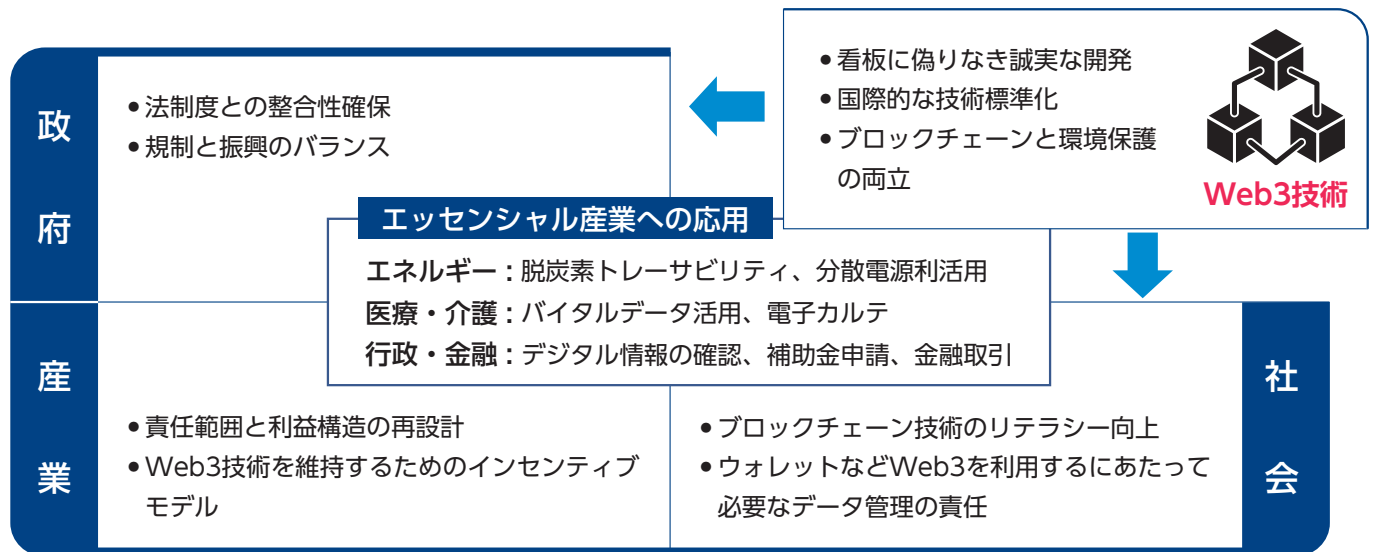 政府
• 法制度との整合性確保
• 規制と振興のバランス
• 看板に偽りなき誠実な開発
• 国際的な技術標準化
• ブロックチェーンと環境保護
の両立
Web3技術
エッセンシャル産業への応用
エネルギー：脱炭素トレーサビリティ、分散電源利活用
医療・介護：バイタルデータ活用、電子カルテ
行政・金融：デジタル情報の確認、補助金申請、金融取引
産業
• 責任範囲と利益構造の再設計
• Web3技術を維持するためのインセンティブ
モデル
• ブロックチェーン技術のリテラシー向上
• ウォレットなどWeb3を利用するにあたって
必要なデータ管理の責任
社会